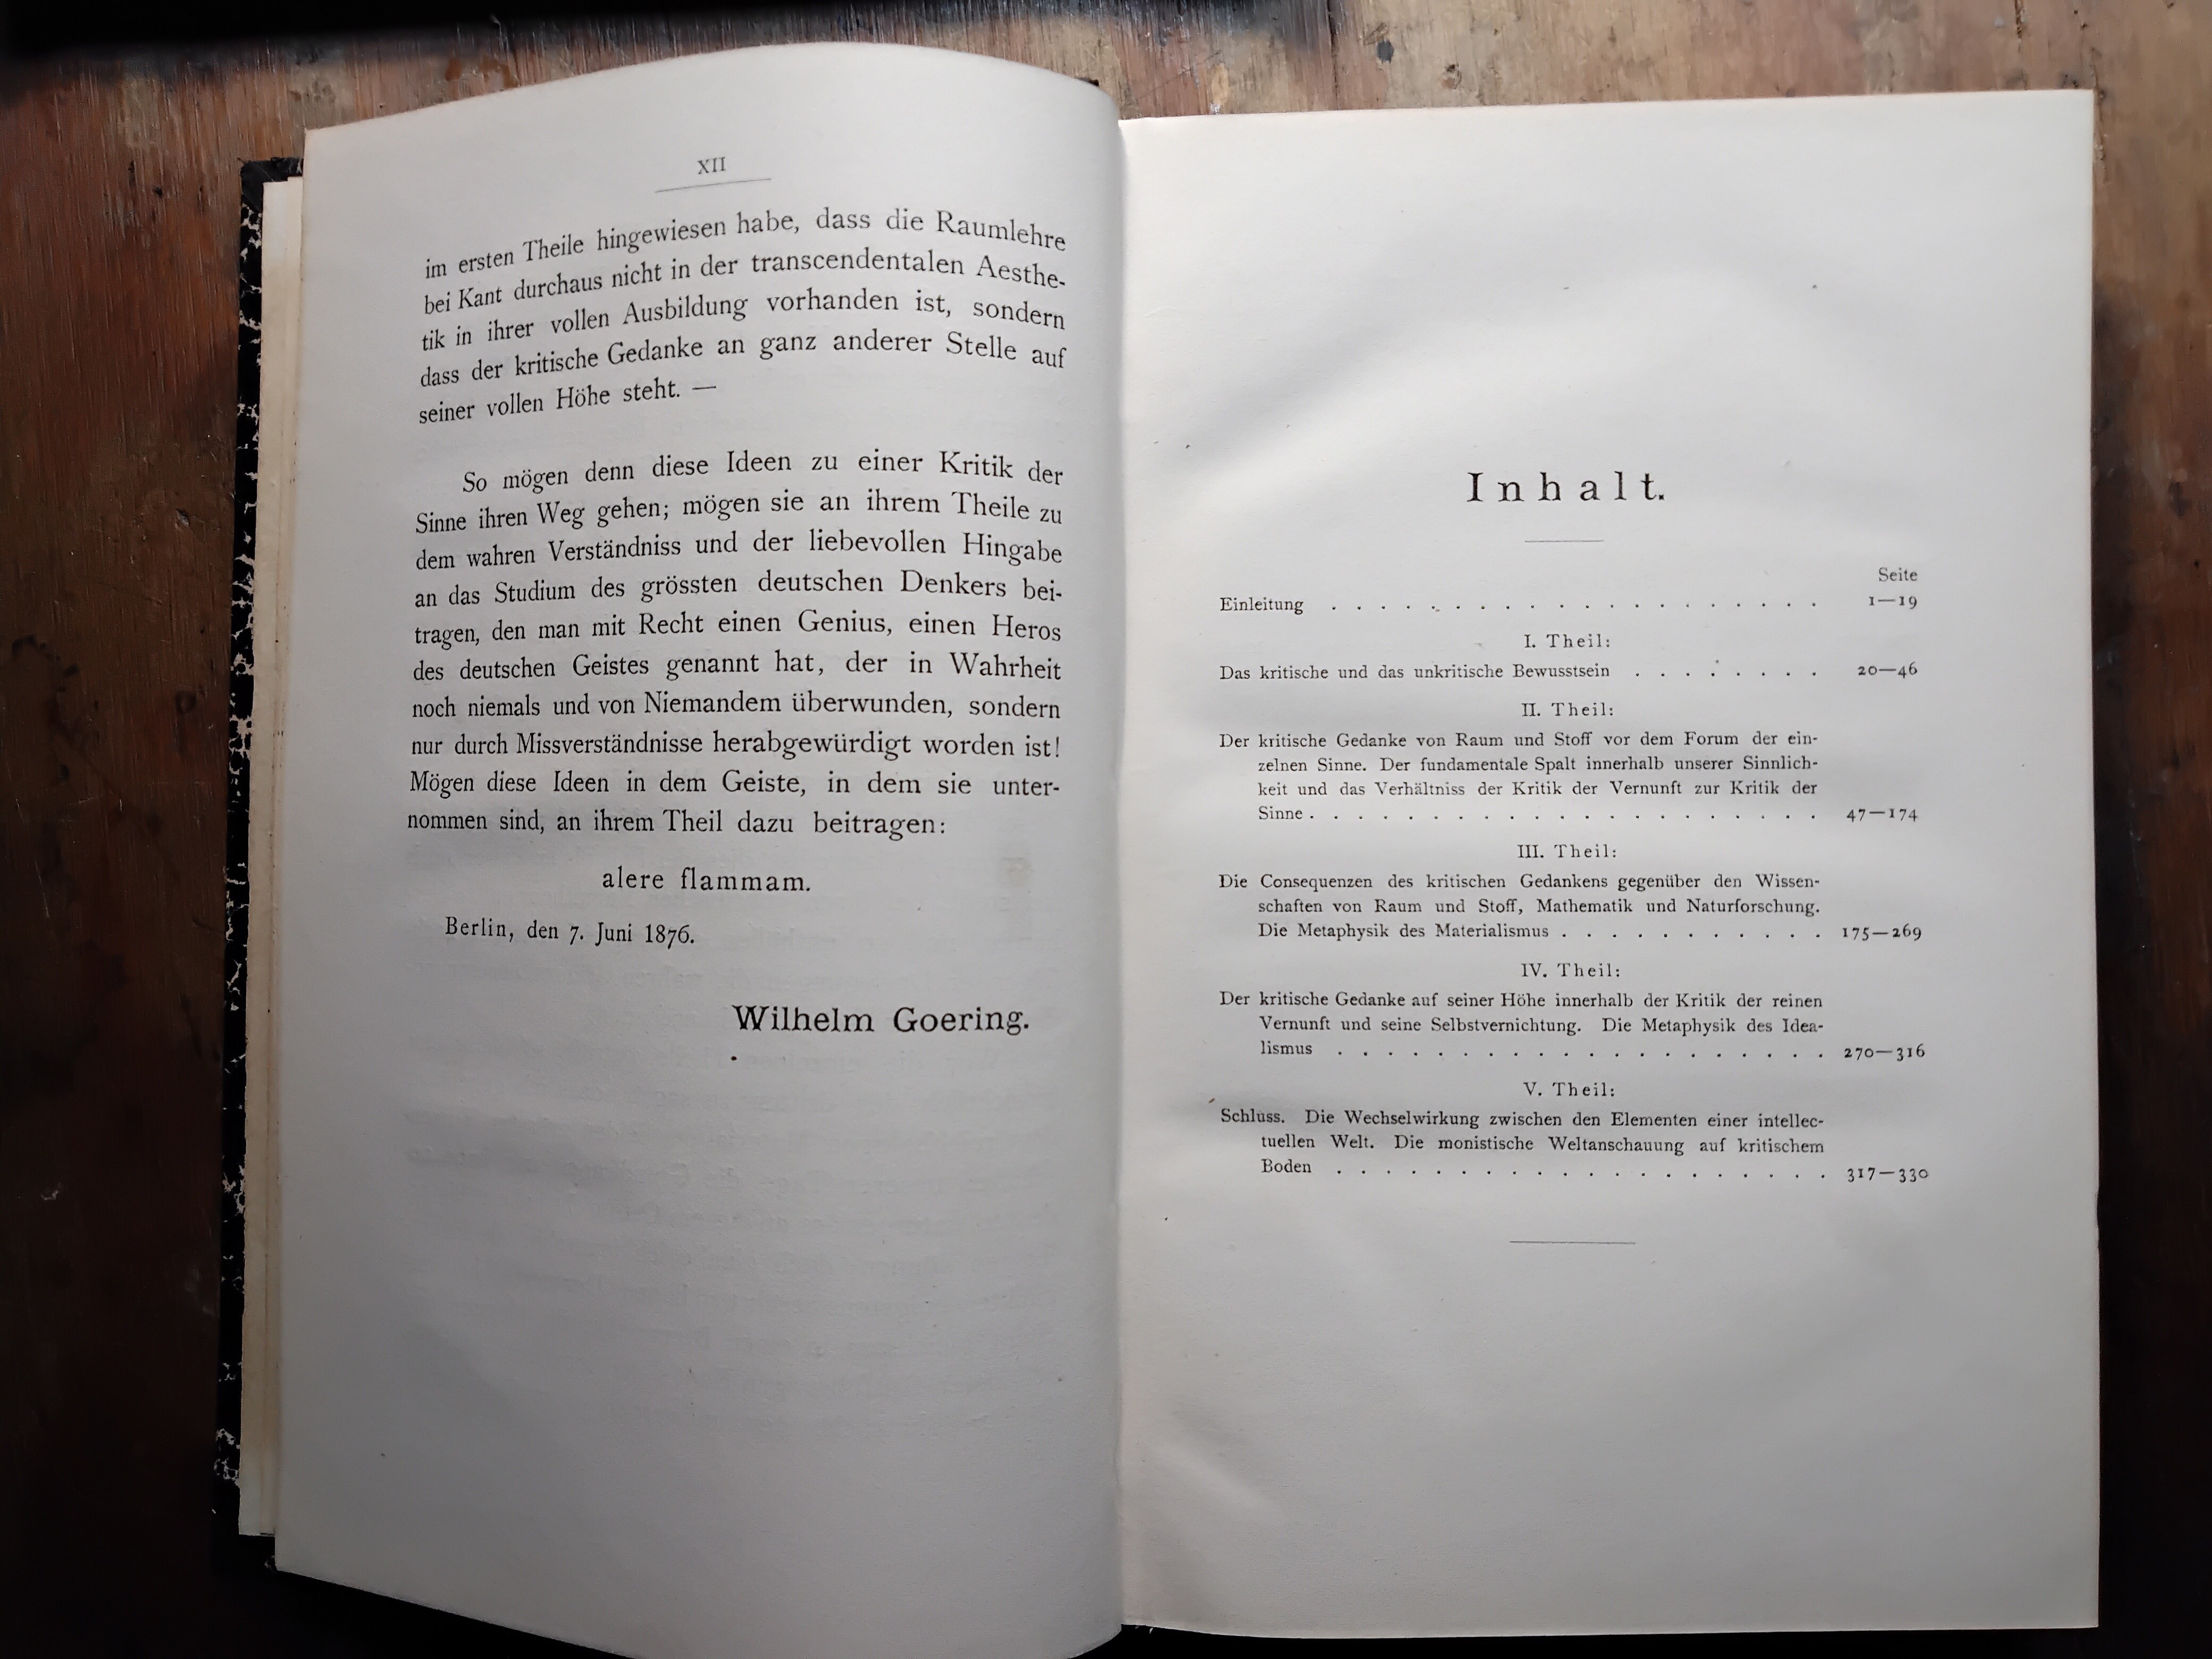 XII
im ersten Theile hingewiesen habe, dass die Raumlehre
bei Kant durchaus nicht in der transcendentalen Aesthe-
tik in ihrer vollen Ausbildung vorhanden ist, sondern
dass der kritische Gedanke an ganz anderer Stelle auf
seiner vollen Höhe steht. —
So mögen denn diese Ideen zu einer Kritik der
Sinne ihren Weg gehen; mögen sie an ihrem Theile zu
dem wahren Verständniss und der liebevollen Hingabe
an das Studium des grössten deutschen Denkers bei-
tragen, den man mit Recht einen Genius, einen Heros
des deutschen Geistes genannt hat, der in Wahrheit
noch niemals und von Niemandem überwunden, sondern
nur durch Missverständnisse herabgewürdigt worden ist!
Mögen diese Ideen in dem Geiste, in dem sie unter-
nommen sind, an ihrem Theil dazu beitragen:
alere flammam.
Berlin, den 7. Juni 1876.
Wilhelm Goering.
Inhalt.
Seite
Einleitung . . . . . . . . . . . . . . . . . . . . 1—19
I. Theil:
Das kritische und das unkritische Bewusstsein . . . . . . . . 20—46
II. Theil:
Der kritische Gedanke von Raum und Stoff vor dem Forum der ein-
zelnen Sinne. Der fundamentale Spalt innerhalb unserer Sinnlich-
keit und das Verhältniss der Kritik der Vernunft zur Kritik der
Sinne . . . . . . . . . . . . . . . . . . . . . 47—174
III. Theil:
Die Consequenzen des kritischen Gedankens gegenüber den Wissen-
schaften von Raum und Stoff, Mathematik und Naturforschung.
Die Metaphysik des Materialismus . . . . . . . . . . . 175—269
IV. Theil:
Der kritische Gedanke auf seiner Höhe innerhalb der Kritik der reinen
Vernunft und seine Selbstvernichtung. Die Metaphysik des Idea-
lismus . . . . . . . . . . . . . . . . . . . . 270—316
V. Theil:
Schluss. Die Wechselwirkung zwischen den Elementen einer intellec-
tuellen Welt. Die monistische Weltanschauung auf kritischem
Boden . . . . . . . . . . . . . . . . . . . . 317—330